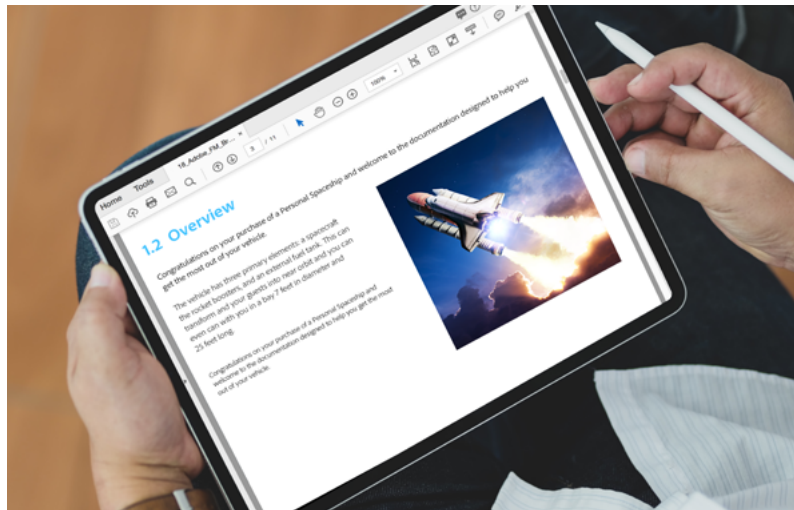 Home Tools 18_Adobe_FM_Br... ×
3 / 11 100%
1.2 Overview
Congratulations on your purchase of a Personal Spaceship and welcome to the documentation designed to help you
get the most out of your vehicle.
The vehicle has three primary elements: a spacecraft
the rocket boosters, and an external fuel tank. This can
transform and your guests into near orbit and you can
even can with you in a bay 7 feet in diameter and
25 feet long.
Congratulations on your purchase of a Personal Spaceship and
welcome to the documentation designed to help you get the most
out of your vehicle.